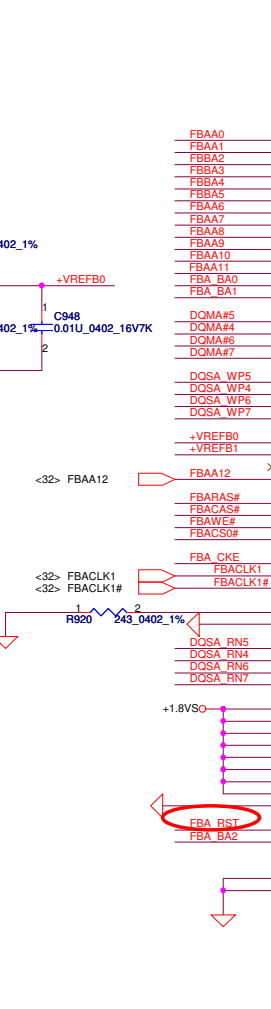 FBAA0
FBAA1
FBBA2
FBBA3
FBBA4
FBBA5
FBAA6
FBAA7
FBAA8
FBAA9
FBAA10
FBAA11
FBA_BA0
FBA_BA1
402_1%
+VREFB0
1
C948
402_1%
0.01U_0402_16V7K
2
DQMA#5
DQMA#4
DQMA#6
DQMA#7
DQSA_WP5
DQSA_WP4
DQSA_WP6
DQSA_WP7
+VREFB0
+VREFB1
<32> FBAA12
FBAA12
FBARAS#
FBACAS#
FBAWE#
FBACS0#
FBA_CKE
<32> FBACLK1
FBACLK1
<32> FBACLK1#
FBACLK1#
1
2
R920
243_0402_1%
DQSA_RN5
DQSA_RN4
DQSA_RN6
DQSA_RN7
+1.8VS
FBA_RST
FBA_BA2